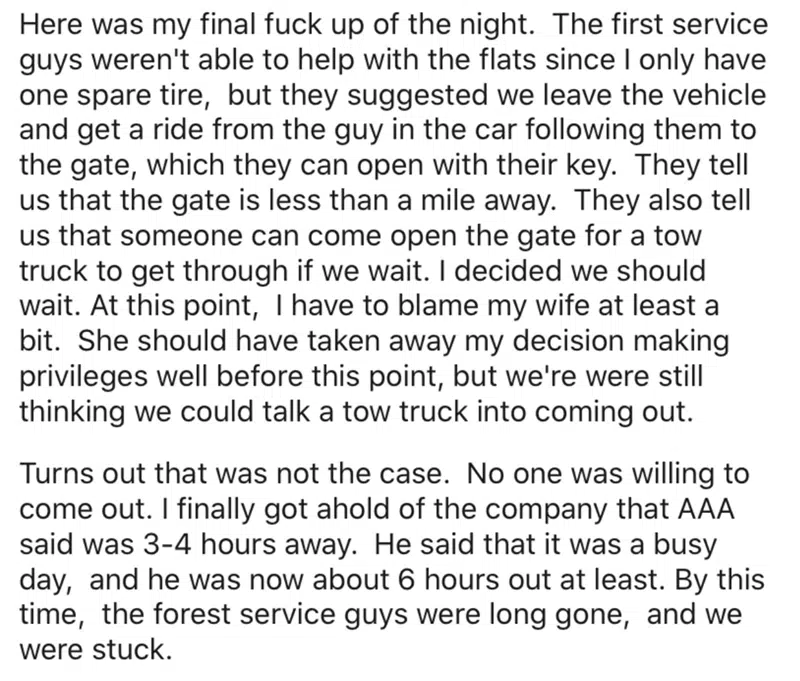 Here was my final fuck up of the night.  The first service
guys weren't able to help with the flats since I only have
one spare tire,  but they suggested we leave the vehicle
and get a ride from the guy in the car following them to
the gate, which they can open with their key.  They tell
us that the gate is less than a mile away.  They also tell
us that someone can come open the gate for a tow
truck to get through if we wait. I decided we should
wait. At this point,  I have to blame my wife at least a
bit.  She should have taken away my decision making
privileges well before this point, but we're were still
thinking we could talk a tow truck into coming out.
Turns out that was not the case.  No one was willing to
come out. I finally got ahold of the company that AAA
said was 3-4 hours away.  He said that it was a busy
day,  and he was now about 6 hours out at least. By this
time,  the forest service guys were long gone,  and we
were stuck.